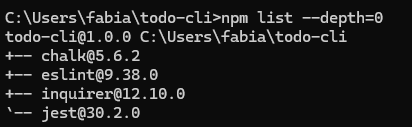 C:\Users\fabia\todo-cli>npm list --depth=0
todo-cli@1.0.0 C:\Users\fabia\todo-cli
+-- chalk@5.6.2
+-- eslint@9.38.0
+-- inquirer@12.10.0
`-- jest@30.2.0